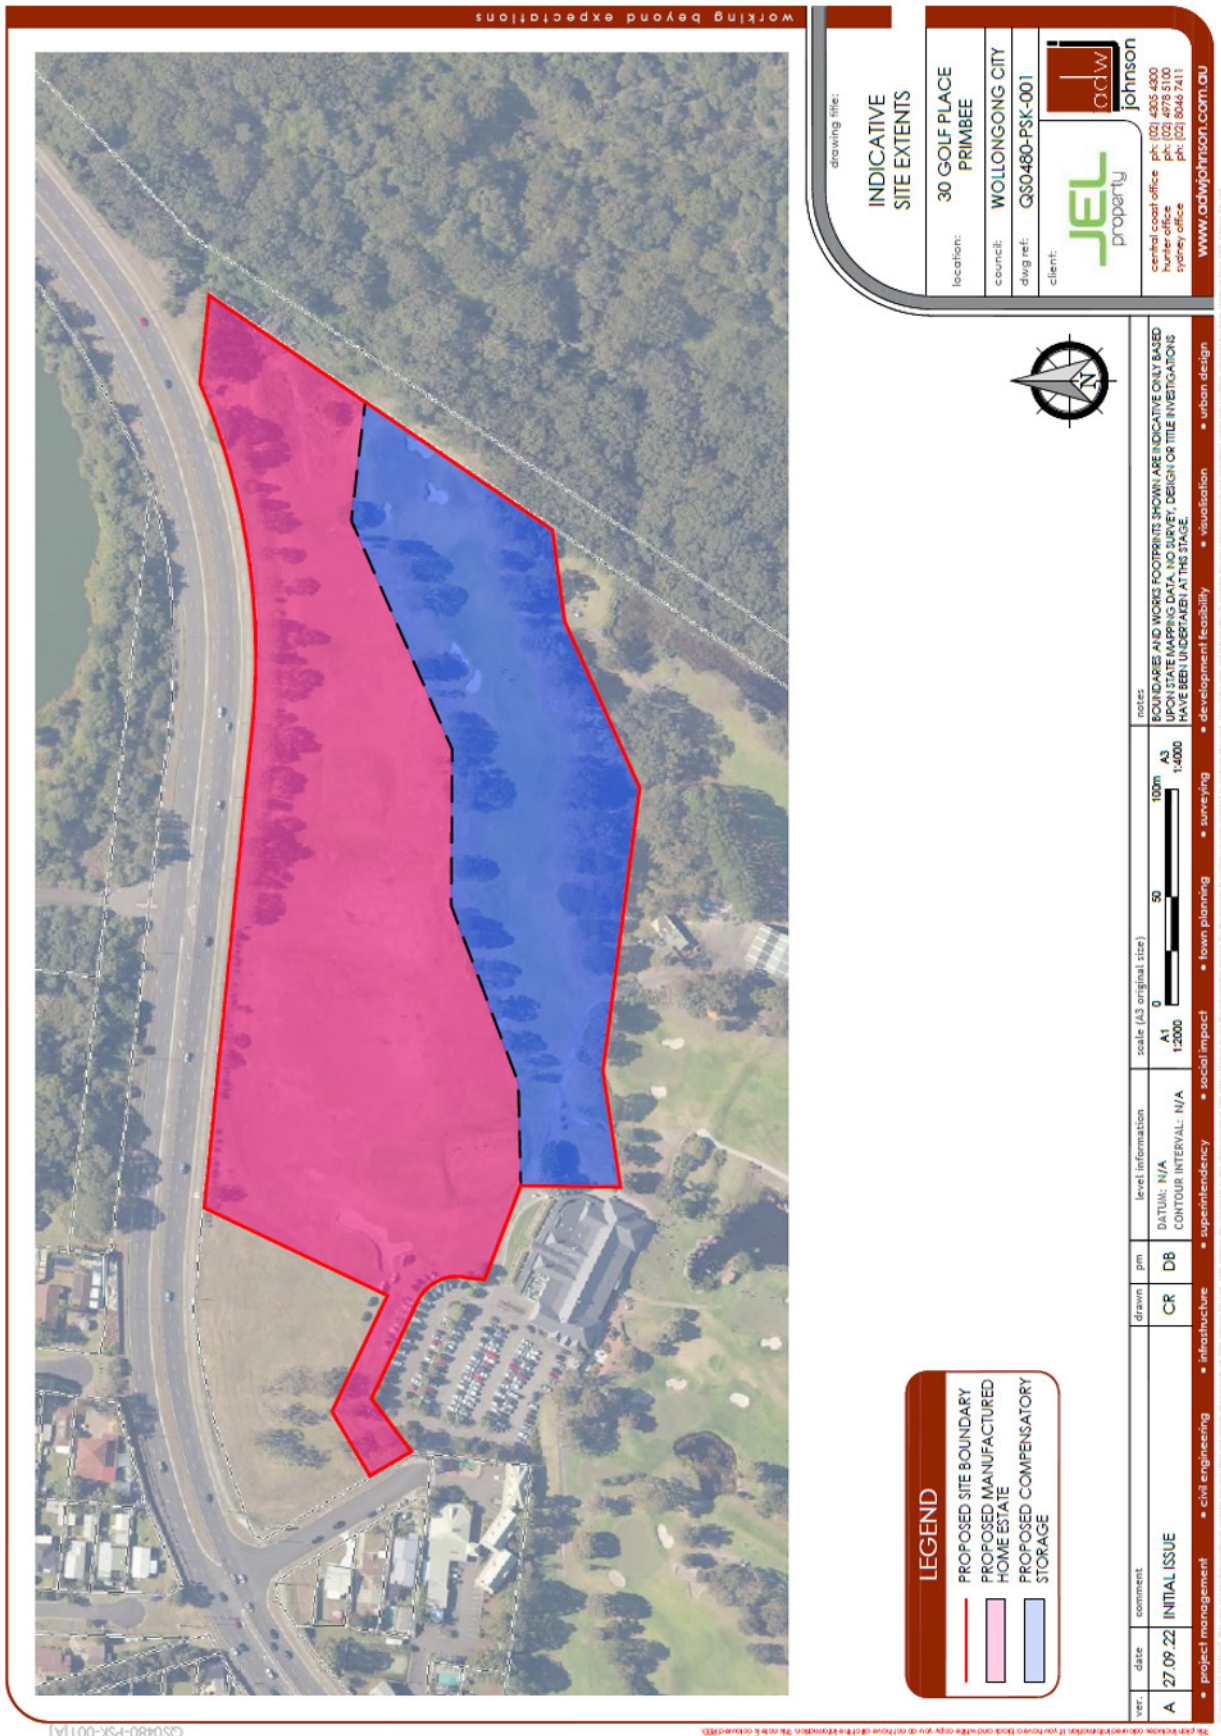 working beyond expectations
drawing title:
INDICATIVE
SITE EXTENTS
location:
30 GOLF PLACE
PRIMBEE
council:
WOLLONGONG CITY
dwg ref:
QS0480-PSK-001
client:
JEL
property
adw
johnson
central coast office ph: (02) 4305 4300
hunter office ph: (02) 4978 5100
sydney office ph: (02) 8046 7411
www.adwjohnson.com.au
N
LEGEND
PROPOSED SITE BOUNDARY
PROPOSED MANUFACTURED
HOME ESTATE
PROPOSED COMPENSATORY
STORAGE
ver.
date
comment
drawn
pm
level information
scale (A3 original size)
notes
A
27.09.22
INITIAL ISSUE
CR
DB
DATUM: N/A
CONTOUR INTERVAL: N/A
A1
1:2000
0
50
100m
A3
1:4000
BOUNDARIES AND WORKS FOOTPRINTS SHOWN ARE INDICATIVE ONLY BASED
UPON STATE MAPPING DATA. NO SURVEY, DESIGN OR TITLE INVESTIGATIONS
HAVE BEEN UNDERTAKEN AT THIS STAGE.
• project management • civil engineering • infrastructure • superintendency • social impact • town planning • surveying • development feasibility • visualisation • urban design
QS0480-PSK-001[A]